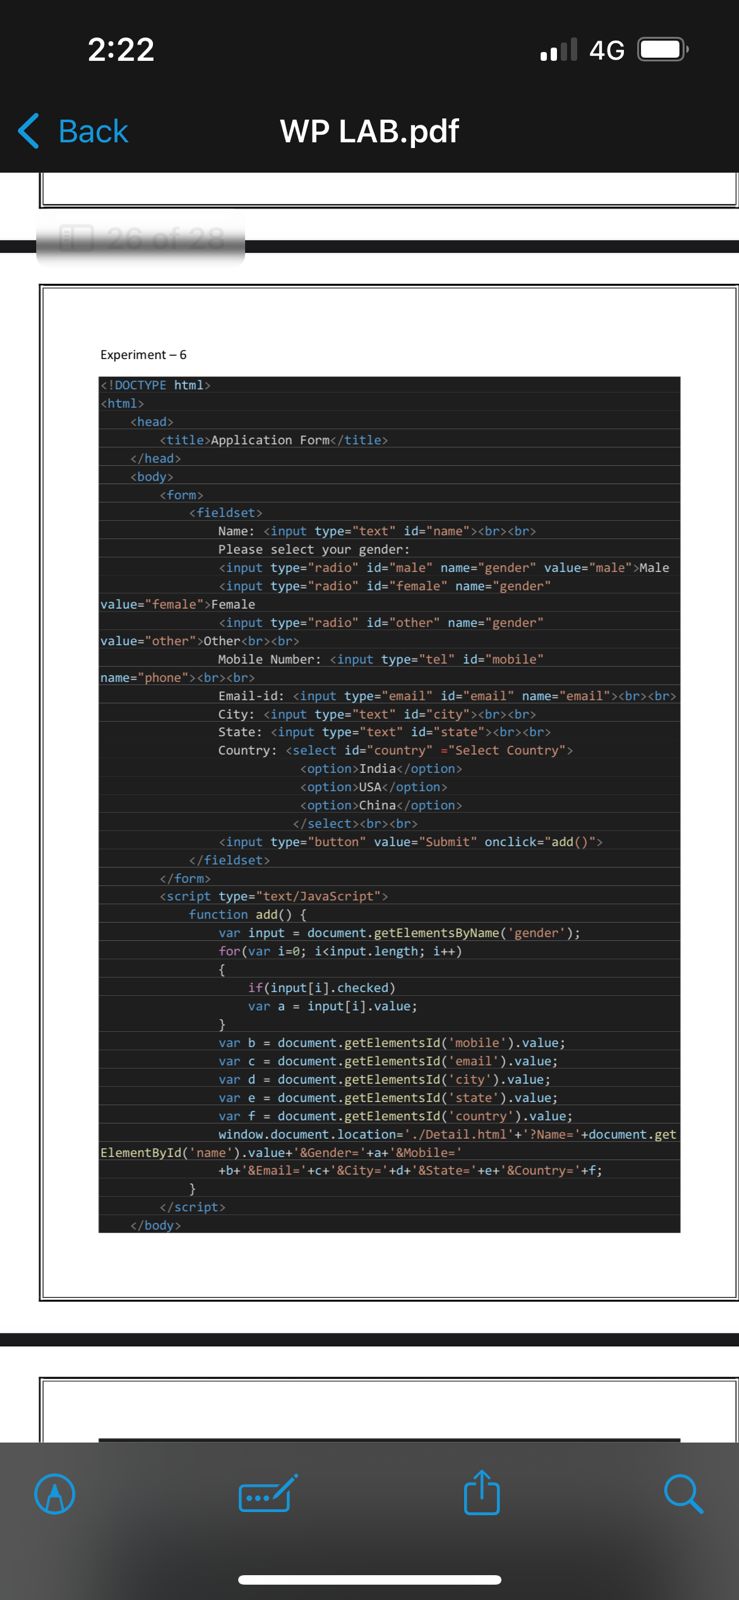 2:22
4G
Back
WP LAB.pdf
26 of 28
Experiment – 6
<!DOCTYPE html>
<html>
<head>
<title>Application Form</title>
</head>
<body>
<form>
<fieldset>
Name: <input type="text" id="name"><br><br>
Please select your gender:
<input type="radio" id="male" name="gender" value="male">Male
<input type="radio" id="female" name="gender"
value="female">Female
<input type="radio" id="other" name="gender"
value="other">Other<br><br>
Mobile Number: <input type="tel" id="mobile"
name="phone"><br><br>
Email-id: <input type="email" id="email" name="email"><br><br>
City: <input type="text" id="city"><br><br>
State: <input type="text" id="state"><br><br>
Country: <select id="country" ="Select Country">
<option>India</option>
<option>USA</option>
<option>China</option>
</select><br><br>
<input type="button" value="Submit" onclick="add()">
</fieldset>
</form>
<script type="text/JavaScript">
function add() {
var input = document.getElementsByName('gender');
for(var i=0; i<input.length; i++)
{
if(input[i].checked)
var a = input[i].value;
}
var b = document.getElementsId('mobile').value;
var c = document.getElementsId('email').value;
var d = document.getElementsId('city').value;
var e = document.getElementsId('state').value;
var f = document.getElementsId('country').value;
window.document.location='./Detail.html'+'?Name='+document.get
ElementById('name').value+'&Gender='+a+'&Mobile='
+b+'&Email='+c+'&City='+d+'&State='+e+'&Country='+f;
}
</script>
</body>